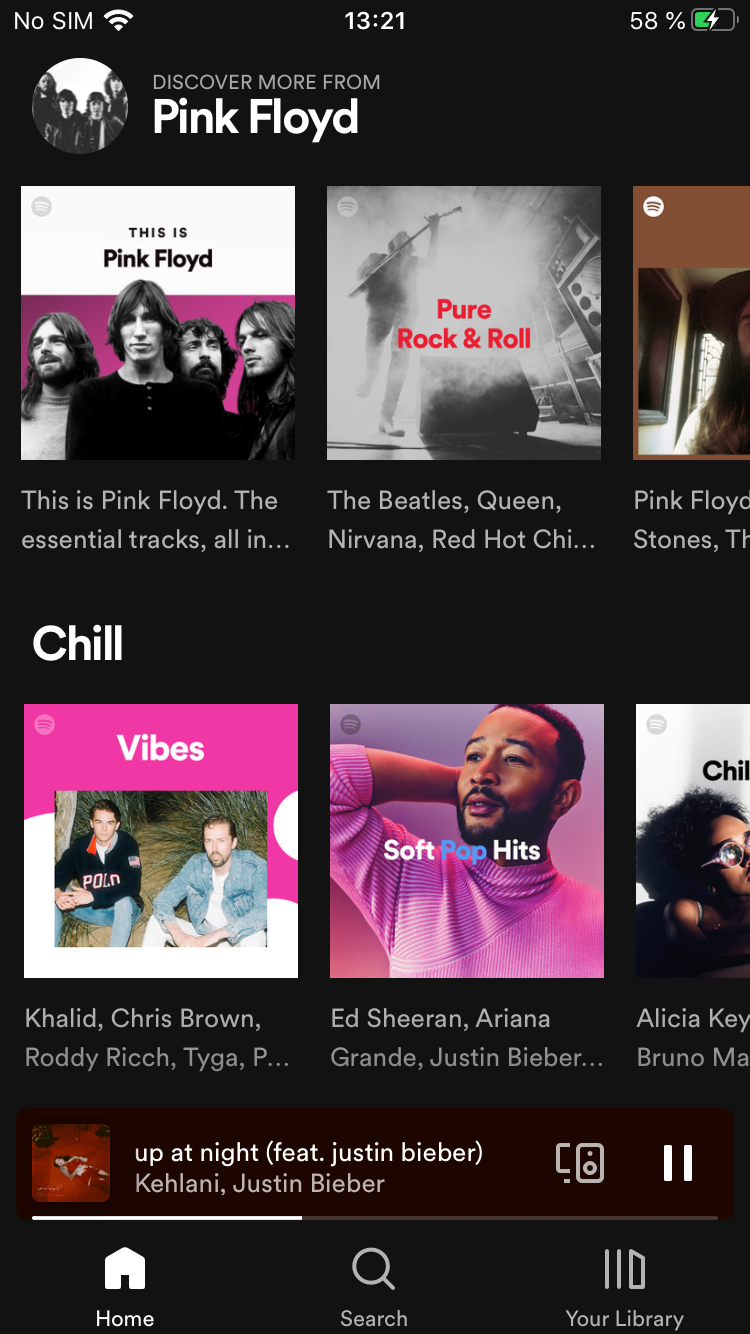 No SIM 13:21 58 %
DISCOVER MORE FROM
Pink Floyd
THIS IS
Pink Floyd
Pure
Rock & Roll
This is Pink Floyd. The
essential tracks, all in…
The Beatles, Queen,
Nirvana, Red Hot Chi…
Pink Floyd
Stones, Th
Chill
Vibes
POLO
Soft Pop Hits
Chil
Khalid, Chris Brown,
Roddy Ricch, Tyga, P…
Ed Sheeran, Ariana
Grande, Justin Bieber…
Alicia Key
Bruno Ma
up at night (feat. justin bieber)
Kehlani, Justin Bieber
Home
Search
Your Library